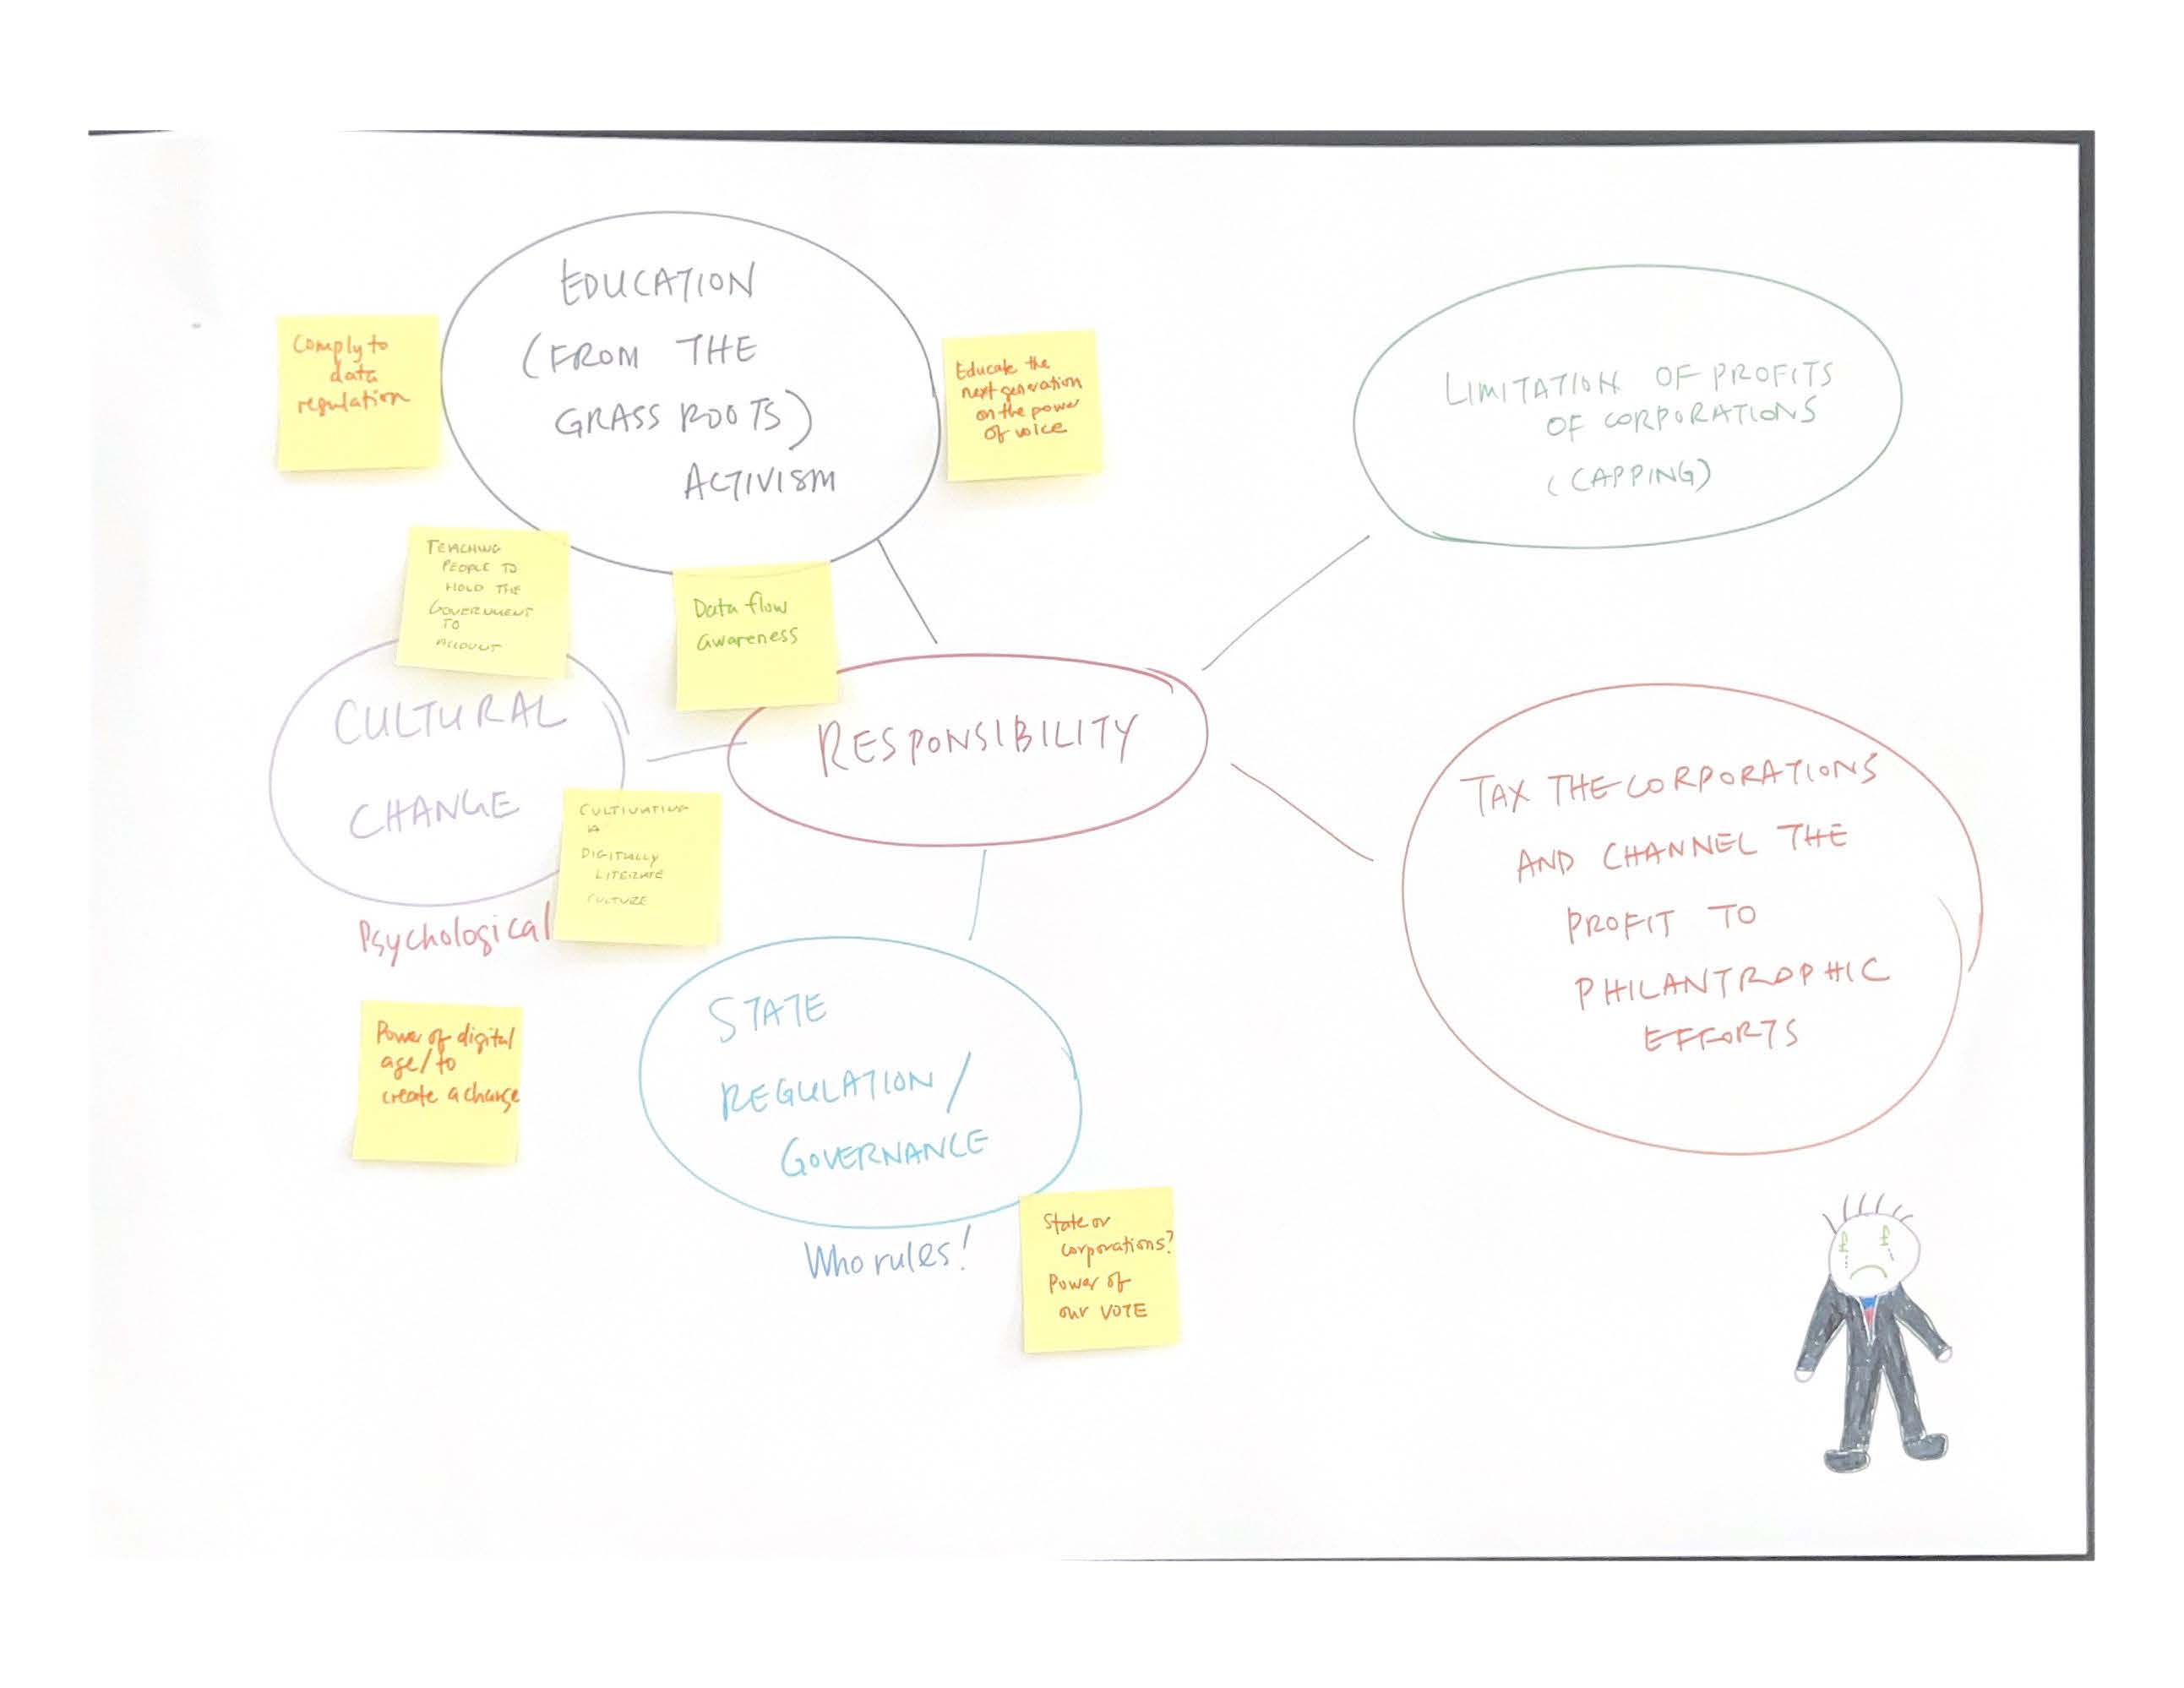 EDUCATION
(FROM THE
GRASS ROOTS)
ACTIVISM
Comply to
data
regulation
Educate the
next generation
on the power
of voice
LIMITATION OF PROFITS
OF CORPORATIONS
(CAPPING)
TEACHING
PEOPLE TO
HOLD THE
GOVERNMENT
TO
ACCOUNT
Data flow
awareness
CULTURAL
CHANGE
RESPONSIBILITY
TAX THE CORPORATIONS
AND CHANNEL THE
PROFIT TO
PHILANTROPHIC
EFFORTS
CULTIVATING
A
DIGITALLY
LITERATE
CULTURE
Psychological
Power of digital
age/to
create a change
STATE
REGULATION/
GOVERNANCE
Who rules!
State or
corporations?
Power of
our VOTE
£ £